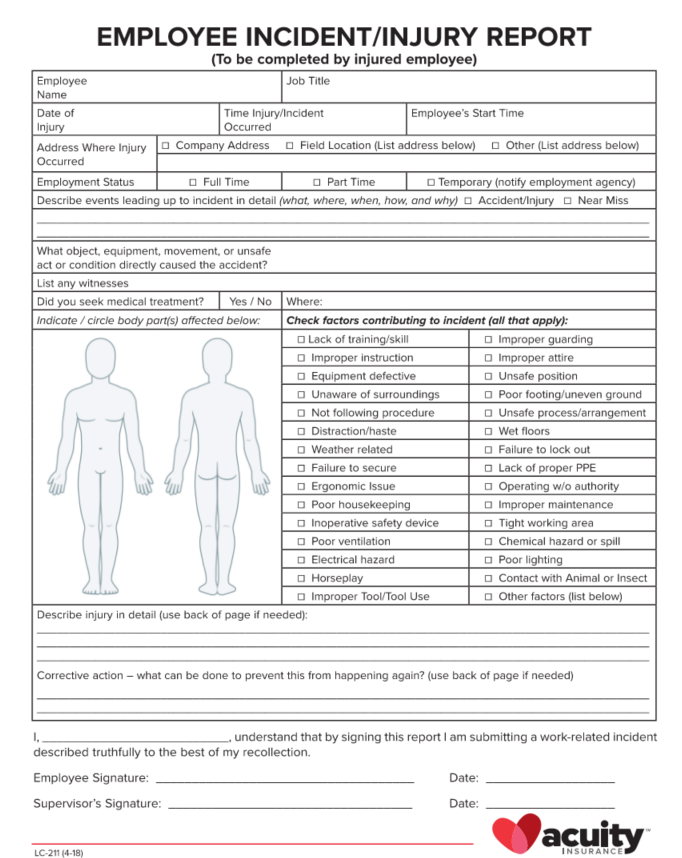 EMPLOYEE INCIDENT/INJURY REPORT
(To be completed by injured employee)
Employee Name
Job Title
Date of Injury
Time Injury/Incident Occurred
Employee's Start Time
Address Where Injury Occurred
☐ Company Address ☐ Field Location (List address below) ☐ Other (List address below)
Employment Status ☐ Full Time ☐ Part Time ☐ Temporary (notify employment agency)
Describe events leading up to incident in detail (what, where, when, how, and why) ☐ Accident/Injury ☐ Near Miss
What object, equipment, movement, or unsafe
act or condition directly caused the accident?
List any witnesses
Did you seek medical treatment? Yes / No Where:
Indicate / circle body part(s) affected below: Check factors contributing to incident (all that apply):
☐ Lack of training/skill ☐ Improper guarding
☐ Improper instruction ☐ Improper attire
☐ Equipment defective ☐ Unsafe position
☐ Unaware of surroundings ☐ Poor footing/uneven ground
☐ Not following procedure ☐ Unsafe process/arrangement
☐ Distraction/haste ☐ Wet floors
☐ Weather related ☐ Failure to lock out
☐ Failure to secure ☐ Lack of proper PPE
☐ Ergonomic Issue ☐ Operating w/o authority
☐ Poor housekeeping ☐ Improper maintenance
☐ Inoperative safety device ☐ Tight working area
☐ Poor ventilation ☐ Chemical hazard or spill
☐ Electrical hazard ☐ Poor lighting
☐ Horseplay ☐ Contact with Animal or Insect
☐ Improper Tool/Tool Use ☐ Other factors (list below)
Describe injury in detail (use back of page if needed):
Corrective action – what can be done to prevent this from happening again? (use back of page if needed)
I, ____________________________, understand that by signing this report I am submitting a work-related incident
described truthfully to the best of my recollection.
Employee Signature: ____________________ Date: ____________________
Supervisor's Signature: ____________________ Date: ____________________
acuity™
INSURANCE
LC-211 (4-18)